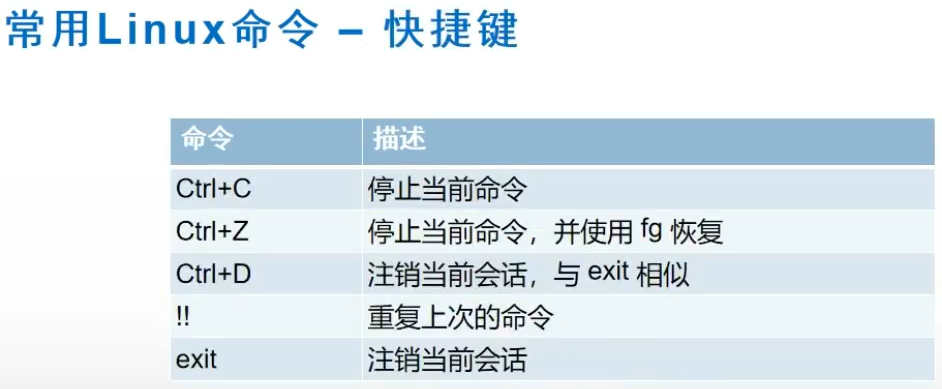 常用Linux命令 – 快捷键
命令 描述
Ctrl+C 停止当前命令
Ctrl+Z 停止当前命令，并使用 fg 恢复
Ctrl+D 注销当前会话，与 exit 相似
!! 重复上次的命令
exit 注销当前会话